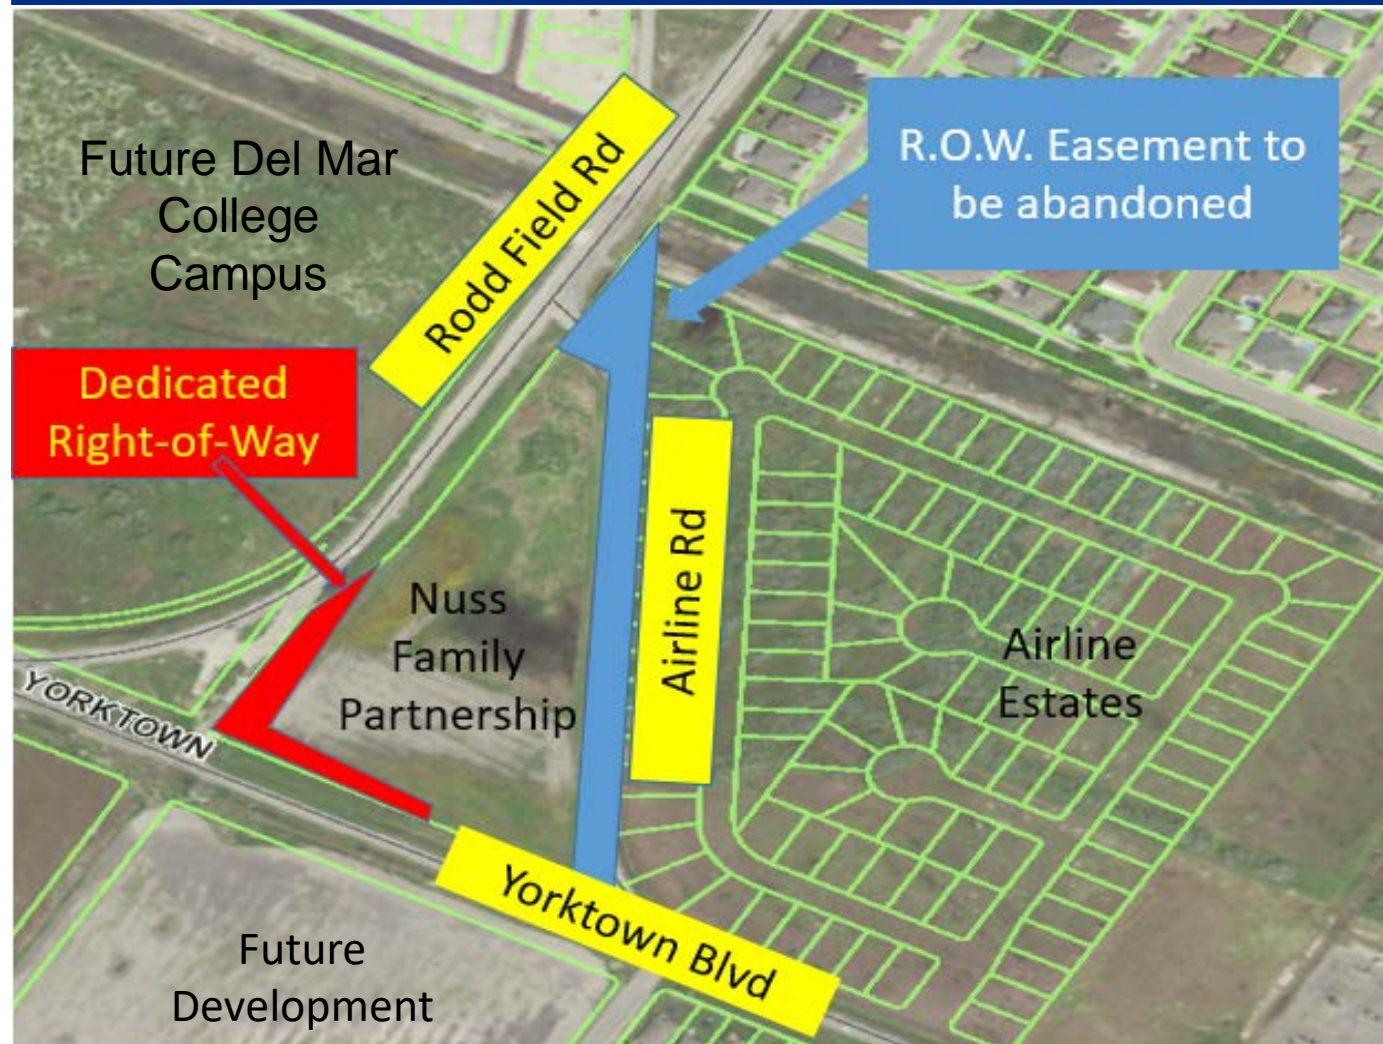 Future Del Mar
College
Campus
Rodd Field Rd
R.O.W. Easement to
be abandoned
Dedicated
Right-of-Way
Nuss
Family
Partnership
Airline Rd
Airline
Estates
YORKTOWN
Yorktown Blvd
Future
Development